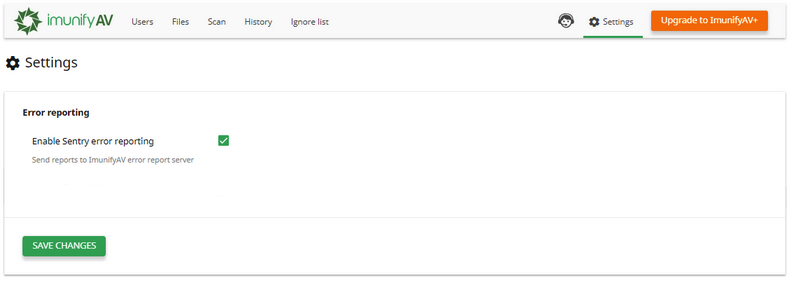 imunifyAV Users Files Scan History Ignore list Settings Upgrade to ImunifyAV+
Settings
Error reporting
Enable Sentry error reporting
Send reports to ImunifyAV error report server
SAVE CHANGES